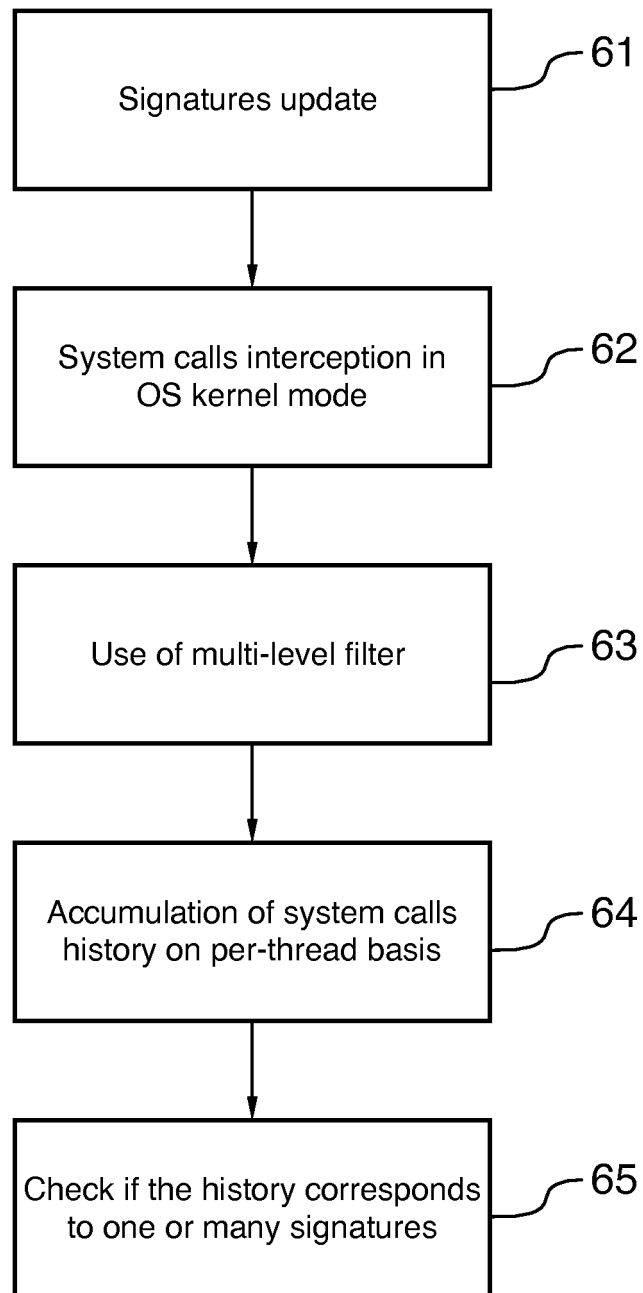 Signatures update
61
System calls interception in
OS kernel mode
62
Use of multi-level filter
63
Accumulation of system calls
history on per-thread basis
64
Check if the history corresponds
to one or many signatures
65